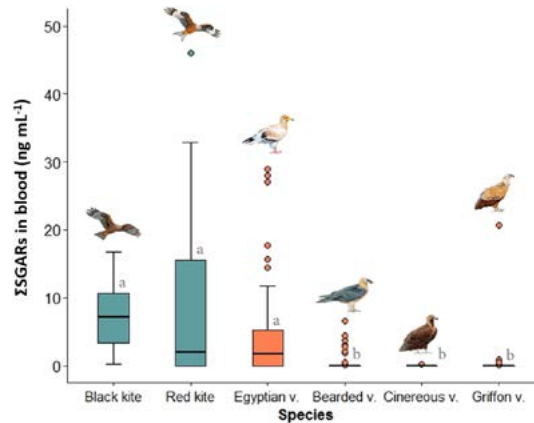 ΣSGARs in blood (ng mL⁻¹)
50
40
30
20
10
0
a
a
a
b
b
b
Black kite Red kite Egyptian v. Bearded v. Cinereous v. Griffon v.
Species